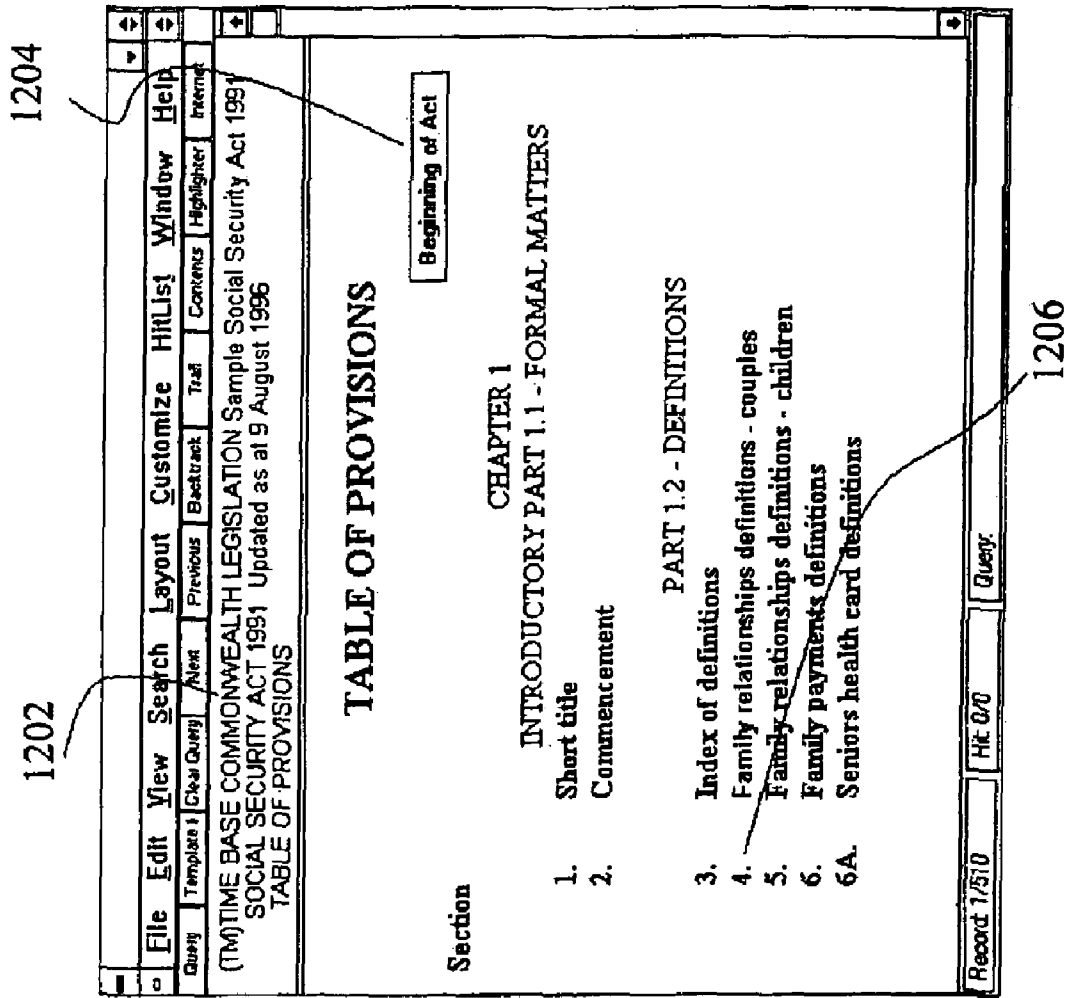 1202
1204
File Edit View Search Layout Customize HitList Window Help
Query Template Clear Query Next Previous Backtrack Trail Contents Highlighter Internet
(TM)TIME BASE COMMONWEALTH LEGISLATION Sample Social Security Act 1991
SOCIAL SECURITY ACT 1991 Updated as at 9 August 1996
TABLE OF PROVISIONS
TABLE OF PROVISIONS
Beginning of Act
CHAPTER 1
INTRODUCTORY PART 1.1 - FORMAL MATTERS
Section
1. Short title
2. Commencement
PART 1.2 - DEFINITIONS
3. Index of definitions
4. Family relationships definitions - couples
5. Family relationships definitions - children
6. Family payments definitions
6A. Seniors health card definitions
Record: 1/510 Hit: 0/0 Query:
1206